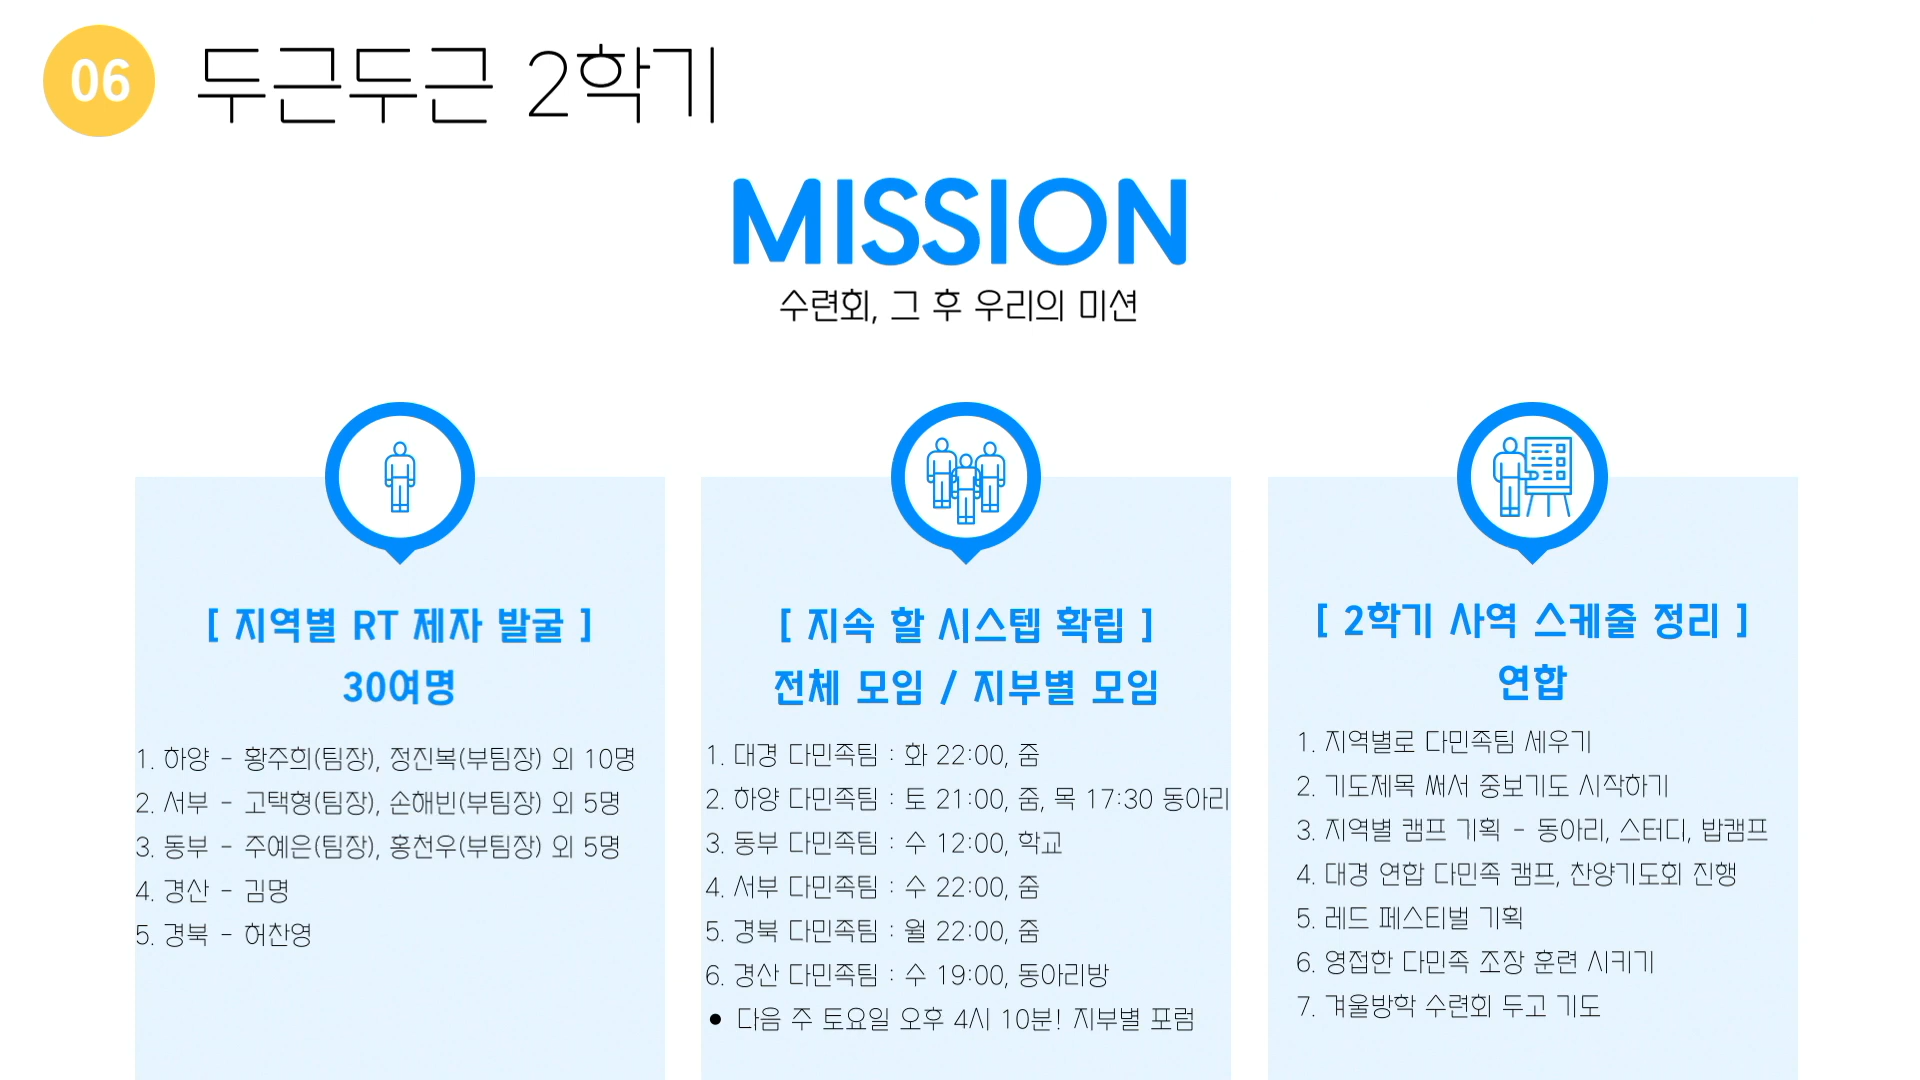 06
두근두근 2학기
MISSION
수련회, 그 후 우리의 미션
[ 지역별 RT 제자 발굴 ]
30여명
1. 하양 - 황주희(팀장), 정진복(부팀장) 외 10명
2. 서부 - 고택형(팀장), 손해빈(부팀장) 외 5명
3. 동부 - 주예은(팀장), 홍천우(부팀장) 외 5명
4. 경산 - 김명
5. 경북 - 허찬영
[ 지속 할 시스텝 확립 ]
전체 모임 / 지부별 모임
1. 대경 다민족팀 : 화 22:00, 줌
2. 하양 다민족팀 : 토 21:00, 줌, 목 17:30 동아리
3. 동부 다민족팀 : 수 12:00, 학교
4. 서부 다민족팀 : 수 22:00, 줌
5. 경북 다민족팀 : 월 22:00, 줌
6. 경산 다민족팀 : 수 19:00, 동아리방
• 다음 주 토요일 오후 4시 10분! 지부별 포럼
[ 2학기 사역 스케줄 정리 ]
연합
1. 지역별로 다민족팀 세우기
2. 기도제목 써서 중보기도 시작하기
3. 지역별 캠프 기획 - 동아리, 스터디, 밥캠프
4. 대경 연합 다민족 캠프, 찬양기도회 진행
5. 레드 페스티벌 기획
6. 영접한 다민족 조장 훈련 시키기
7. 겨울방학 수련회 두고 기도